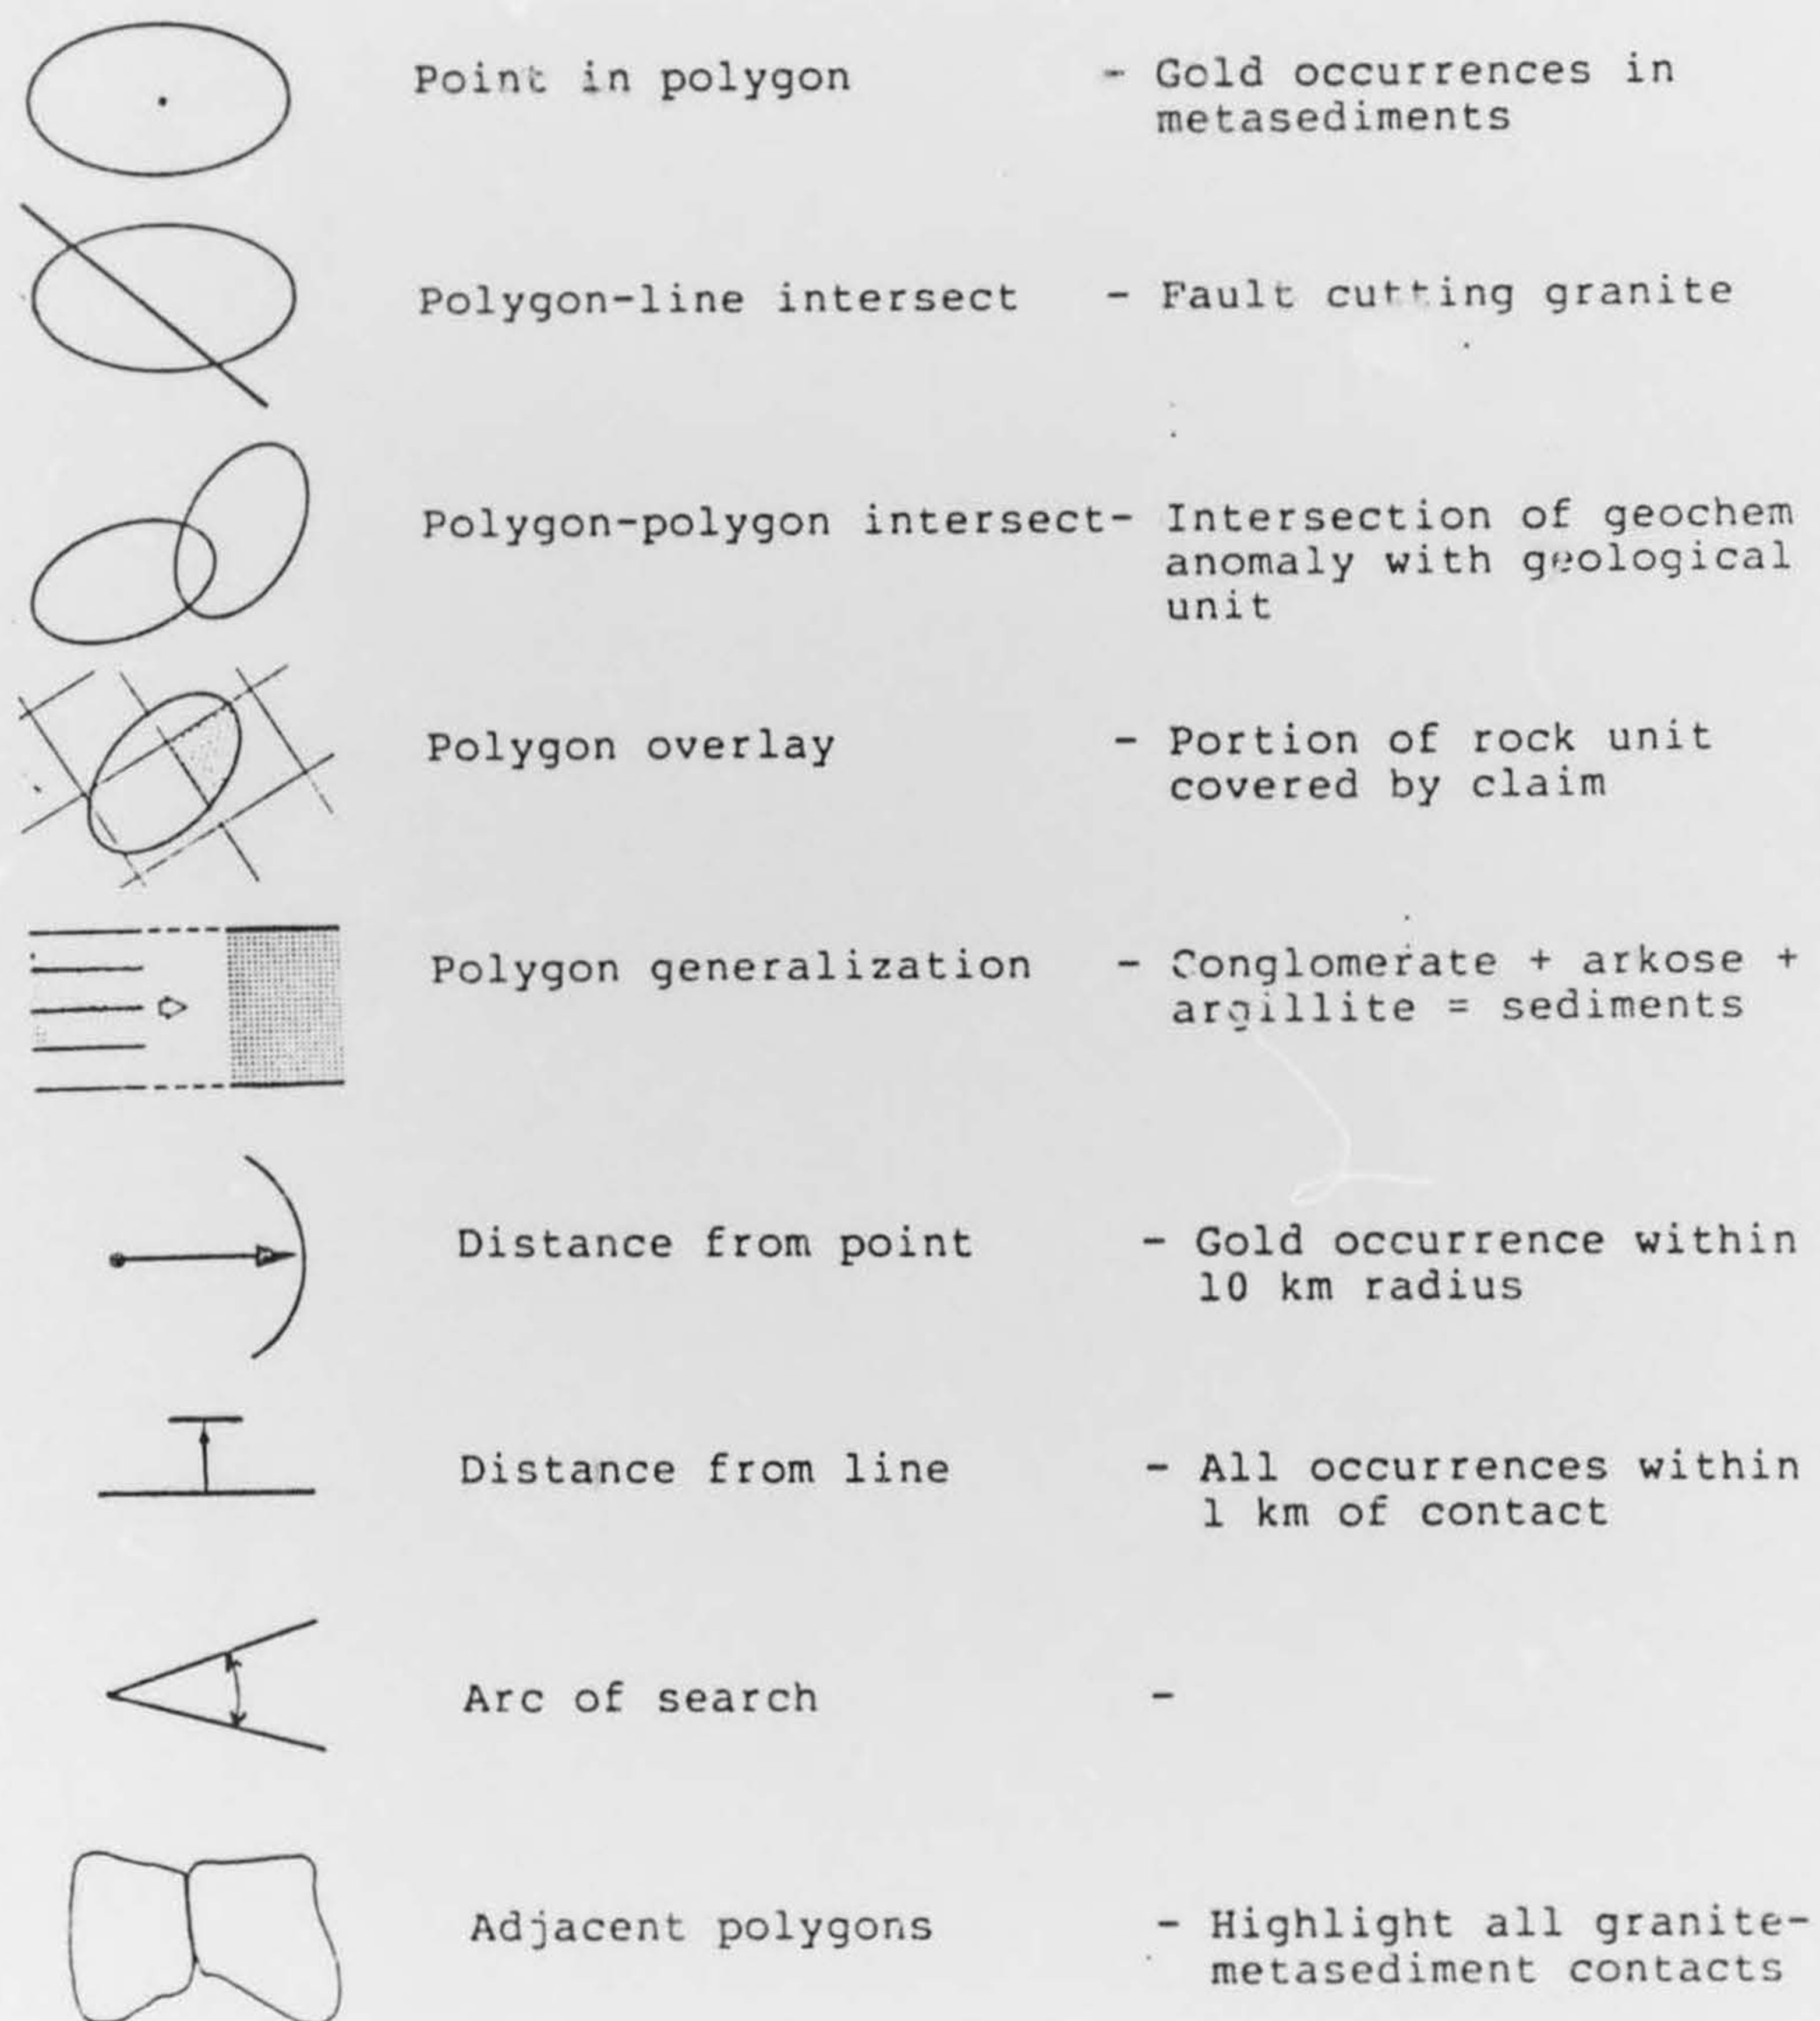 Point in polygon - Gold occurrences in
metasediments
Polygon-line intersect - Fault cutting granite
Polygon-polygon intersect- Intersection of geochem
anomaly with geological
unit
Polygon overlay - Portion of rock unit
covered by claim
Polygon generalization - Conglomerate + arkose +
argillite = sediments
Distance from point - Gold occurrence within
10 km radius
Distance from line - All occurrences within
1 km of contact
Arc of search -
Adjacent polygons - Highlight all granite-
metasediment contacts